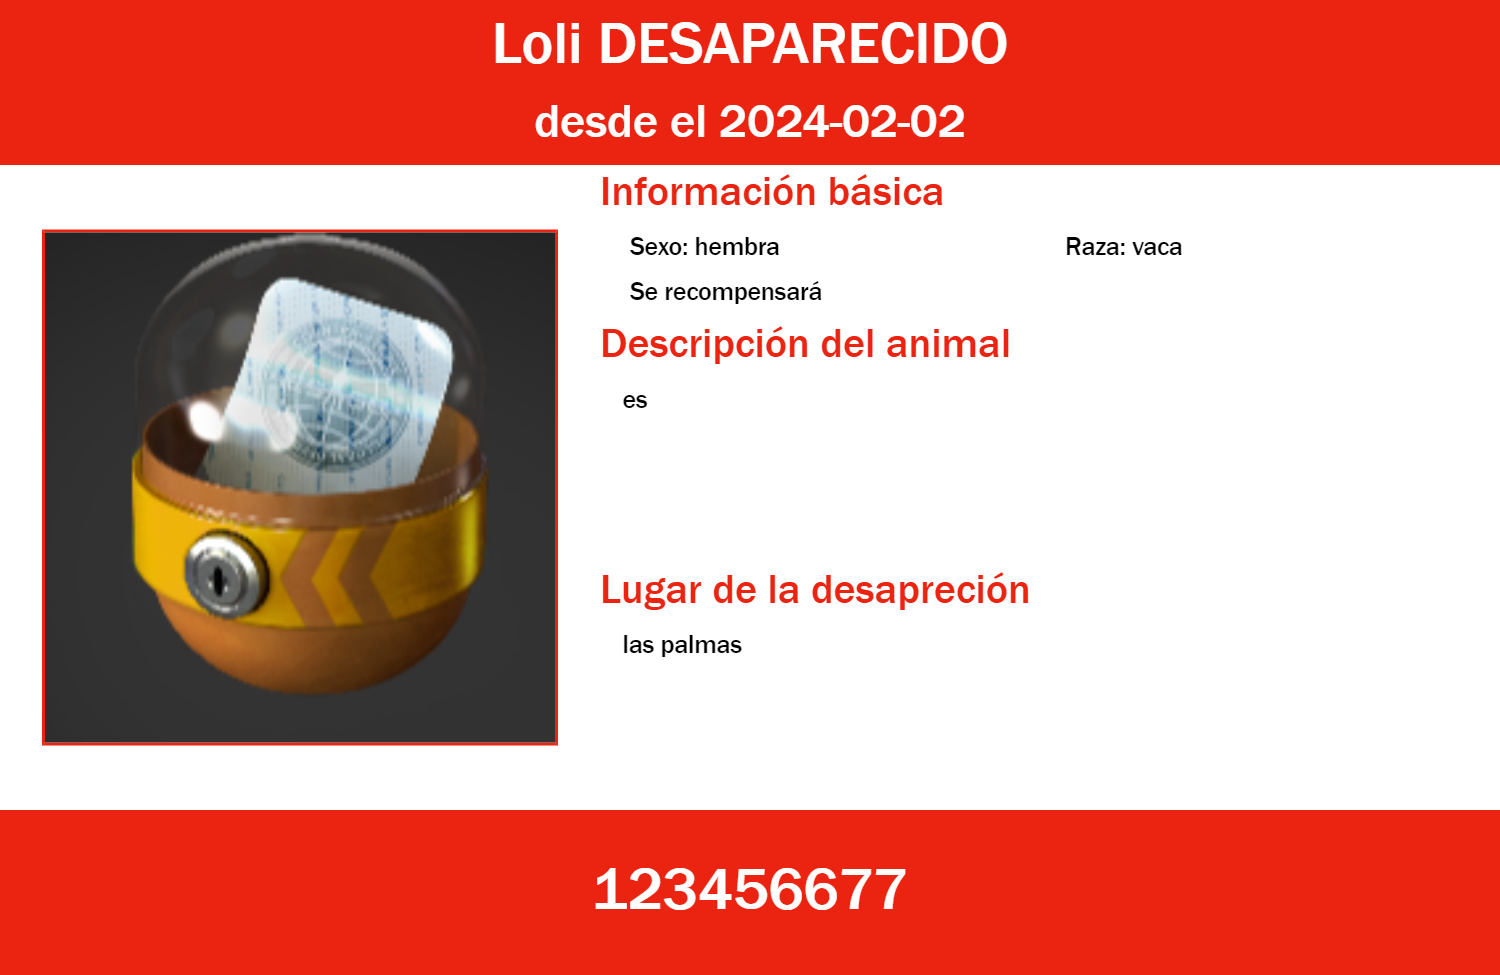 Loli DESAPARECIDO
desde el 2024-02-02
Información básica
Sexo: hembra
Raza: vaca
Se recompensará
Descripción del animal
es
Lugar de la desapreción
las palmas
123456677